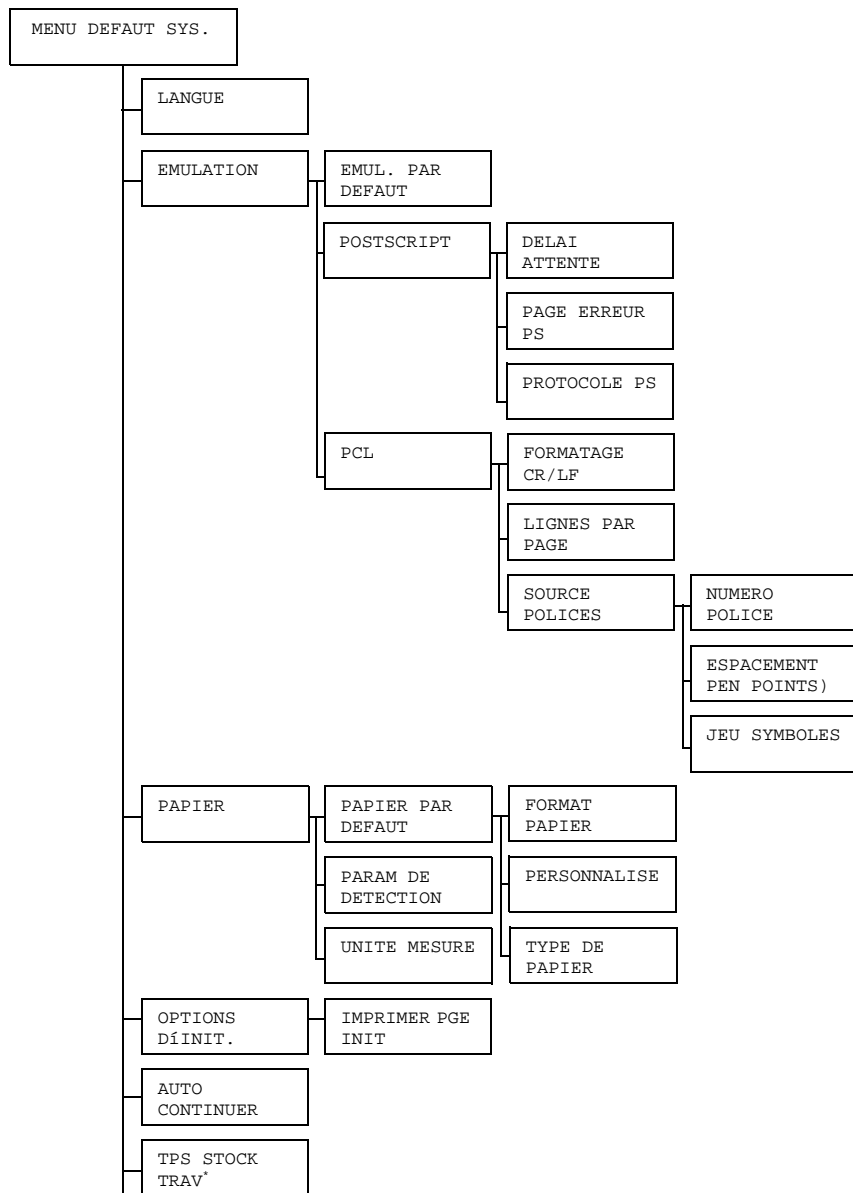 MENU DEFAUT SYS.
LANGUE
EMULATION
EMUL. PAR
DEFAUT
POSTSCRIPT
DELAI
ATTENTE
PAGE ERREUR
PS
PROTOCOLE PS
PCL
FORMATAGE
CR/LF
LIGNES PAR
PAGE
SOURCE
POLICES
NUMERO
POLICE
ESPACEMENT
PEN POINTS)
JEU SYMBOLES
PAPIER
PAPIER PAR
DEFAUT
FORMAT
PAPIER
PERSONNALISE
TYPE DE
PAPIER
PARAM DE
DETECTION
UNITE MESURE
OPTIONS
DíINIT.
IMPRIMER PGE
INIT
AUTO
CONTINUER
TPS STOCK
TRAV*